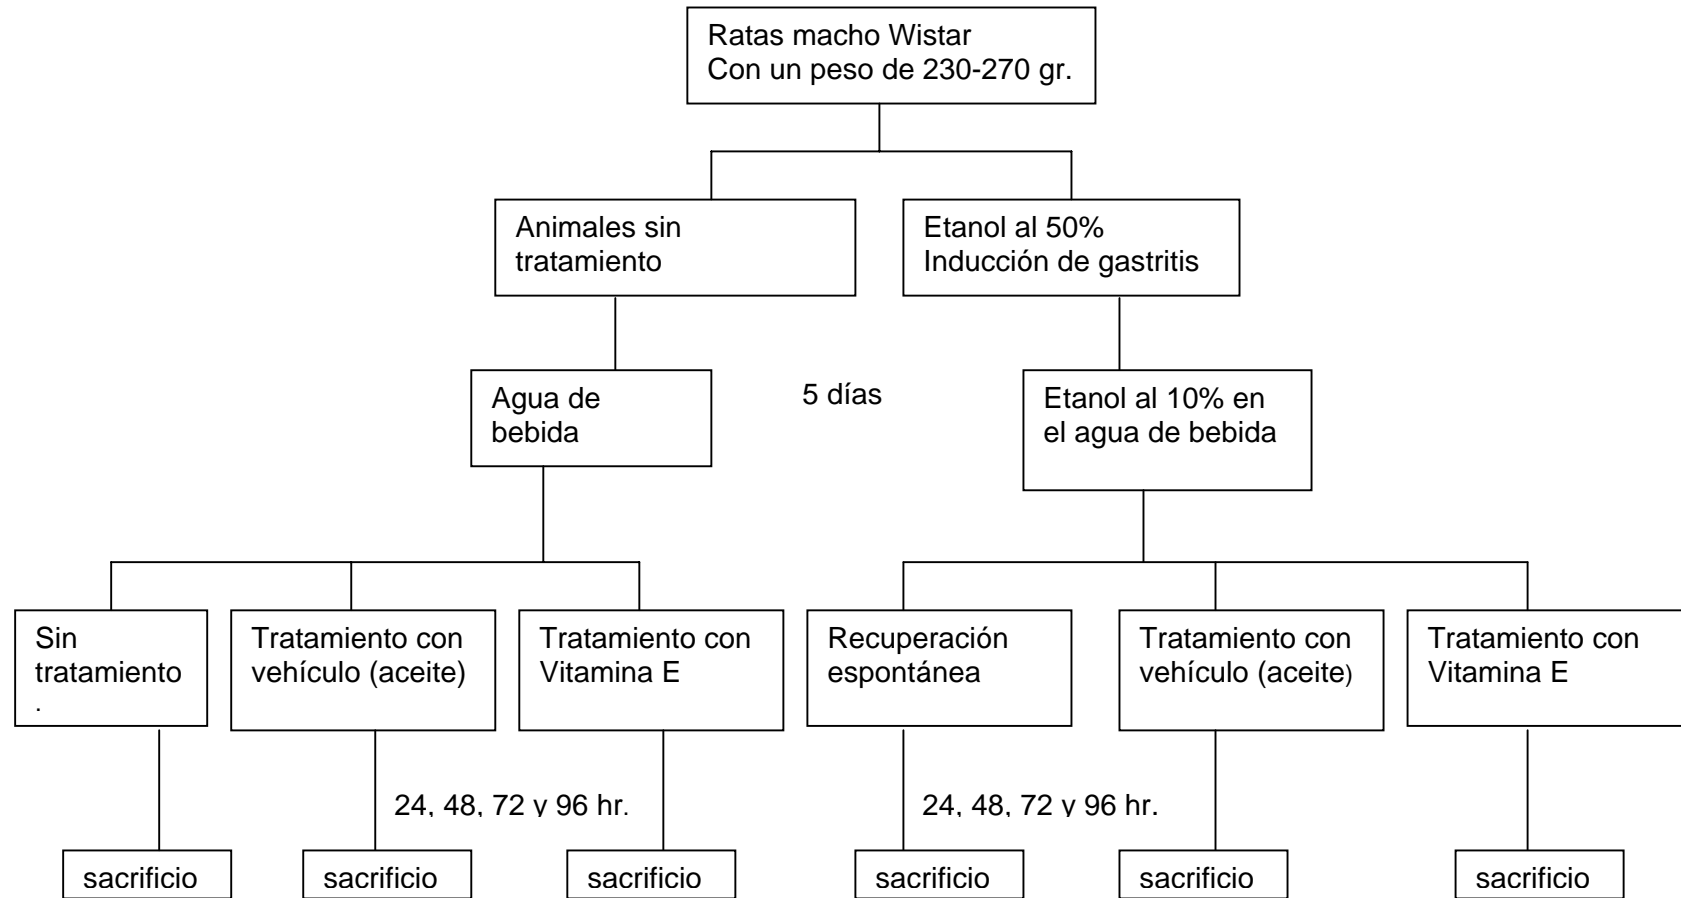 Ratas macho Wistar
Con un peso de 230-270 gr.
Animales sin
tratamiento
Etanol al 50%
Inducción de gastritis
Agua de
bebida
5 días
Etanol al 10% en
el agua de bebida
Sin
tratamiento
.
Tratamiento con
vehículo (aceite)
Tratamiento con
Vitamina E
Recuperación
espontánea
Tratamiento con
vehículo (aceite)
Tratamiento con
Vitamina E
24, 48, 72 y 96 hr.
24, 48, 72 y 96 hr.
sacrificio
sacrificio
sacrificio
sacrificio
sacrificio
sacrificio